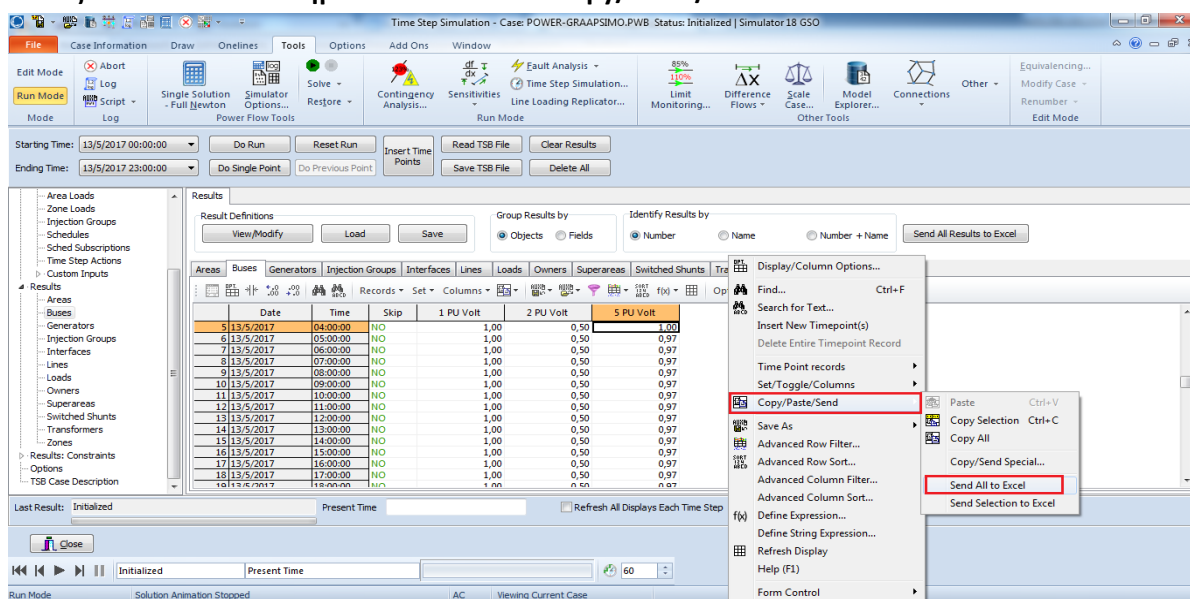 Time Step Simulation - Case: POWER-GRAAPSIMO.PWB Status: Initialized | Simulator 18 GSO
File Case Information Draw Onelines Tools Options Add Ons Window
Edit Mode
Run Mode
Mode
Abort
Log
Script
Log
Single Solution - Full Newton
Simulator Options...
Solve
Restore
Power Flow Tools
Contingency Analysis...
Sensitivities
Fault Analysis
Time Step Simulation...
Line Loading Replicator...
Run Mode
85%
110%
Limit Monitoring...
Difference Flows
Scale Case...
Model Explorer...
Connections
Other
Other Tools
Equivalencing...
Modify Case
Renumber
Edit Mode
Starting Time: 13/5/2017 00:00:00 Do Run Reset Run Insert Time Points Read TSB File Clear Results
Ending Time: 13/5/2017 23:00:00 Do Single Point Do Previous Point Save TSB File Delete All
Area Loads
Zone Loads
Injection Groups
Schedules
Sched Subscriptions
Time Step Actions
Custom Inputs
Results
Areas
Buses
Generators
Injection Groups
Interfaces
Lines
Loads
Owners
Superareas
Switched Shunts
Transformers
Zones
Results: Constraints
Options
TSB Case Description
Results
Result Definitions
View/Modify Load Save
Group Results by
Objects Fields
Identify Results by
Number Name Number + Name
Send All Results to Excel
Areas Buses Generators Injection Groups Interfaces Lines Loads Owners Superareas Switched Shunts Tra
Records Set Columns f(x) Op
Date Time Skip 1 PU Volt 2 PU Volt 5 PU Volt
5 13/5/2017 04:00:00 NO 1,00 0,50 1,00
6 13/5/2017 05:00:00 NO 1,00 0,50 0,97
7 13/5/2017 06:00:00 NO 1,00 0,50 0,97
8 13/5/2017 07:00:00 NO 1,00 0,50 0,97
9 13/5/2017 08:00:00 NO 1,00 0,50 0,97
10 13/5/2017 09:00:00 NO 1,00 0,50 0,97
11 13/5/2017 10:00:00 NO 1,00 0,50 0,97
12 13/5/2017 11:00:00 NO 1,00 0,50 0,97
13 13/5/2017 12:00:00 NO 1,00 0,50 0,97
14 13/5/2017 13:00:00 NO 1,00 0,50 0,97
15 13/5/2017 14:00:00 NO 1,00 0,50 0,97
16 13/5/2017 15:00:00 NO 1,00 0,50 0,97
17 13/5/2017 16:00:00 NO 1,00 0,50 0,97
18 13/5/2017 17:00:00 NO 1,00 0,50 0,97
19 13/5/2017 18:00:00 NO 1,00 0,50 0,97
Display/Column Options...
Find... Ctrl+F
Search for Text...
Insert New Timepoint(s)
Delete Entire Timepoint Record
Time Point records
Set/Toggle/Columns
Copy/Paste/Send
Save As
Advanced Row Filter...
Advanced Row Sort...
Advanced Column Filter...
Advanced Column Sort...
f(x) Define Expression...
Define String Expression...
Refresh Display
Help (F1)
Form Control
Paste Ctrl+V
Copy Selection Ctrl+C
Copy All
Copy/Send Special...
Send All to Excel
Send Selection to Excel
Last Result: Initialized Present Time Refresh All Displays Each Time Step
Close
Initialized Present Time 60
Run Mode Solution Animation Stopped AC Viewing Current Case